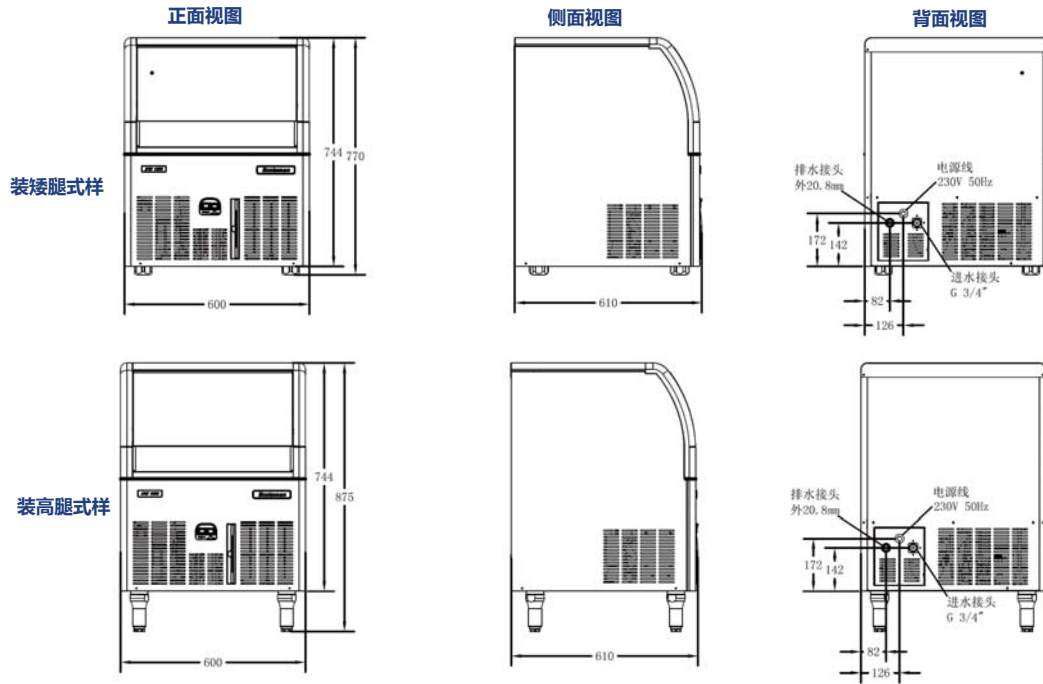 正面视图
侧面视图
背面视图
装矮腿式样
744
770
600
610
排水接头
外20.8mm
电源线
230V 50Hz
172
142
进水接头
G 3/4"
82
126
装高腿式样
744
875
600
610
排水接头
外20.8mm
电源线
230V 50Hz
172
142
进水接头
G 3/4"
82
126